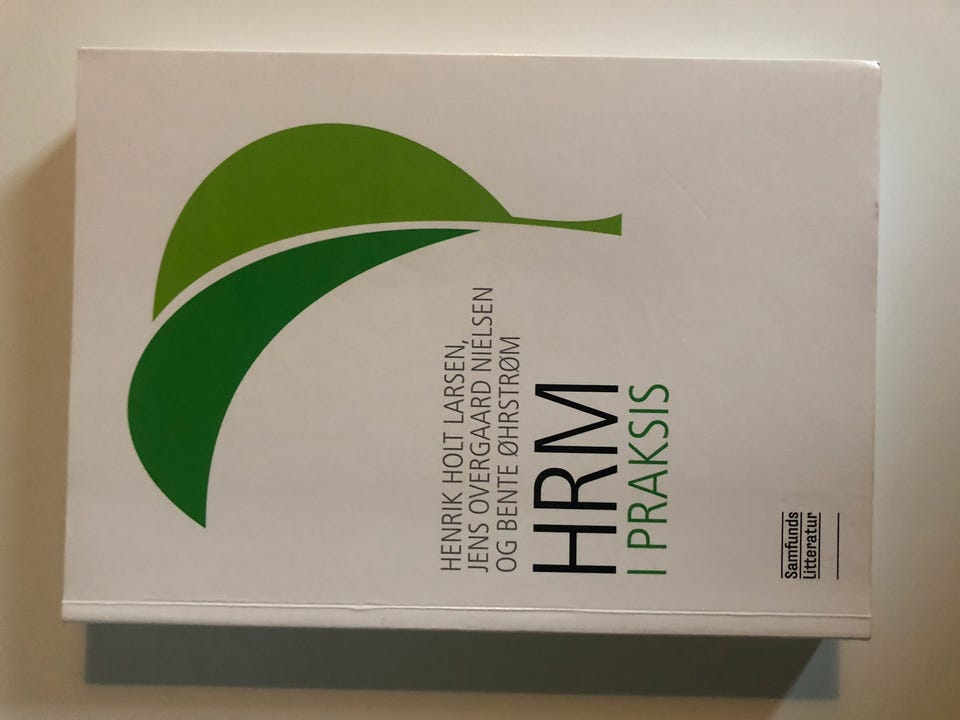 HENRIK HOLT LARSEN,
JENS OVERGAARD NIELSEN
OG BENTE ØHRSTRØM
HRM
I PRAKSIS
Samfunds
litteratur